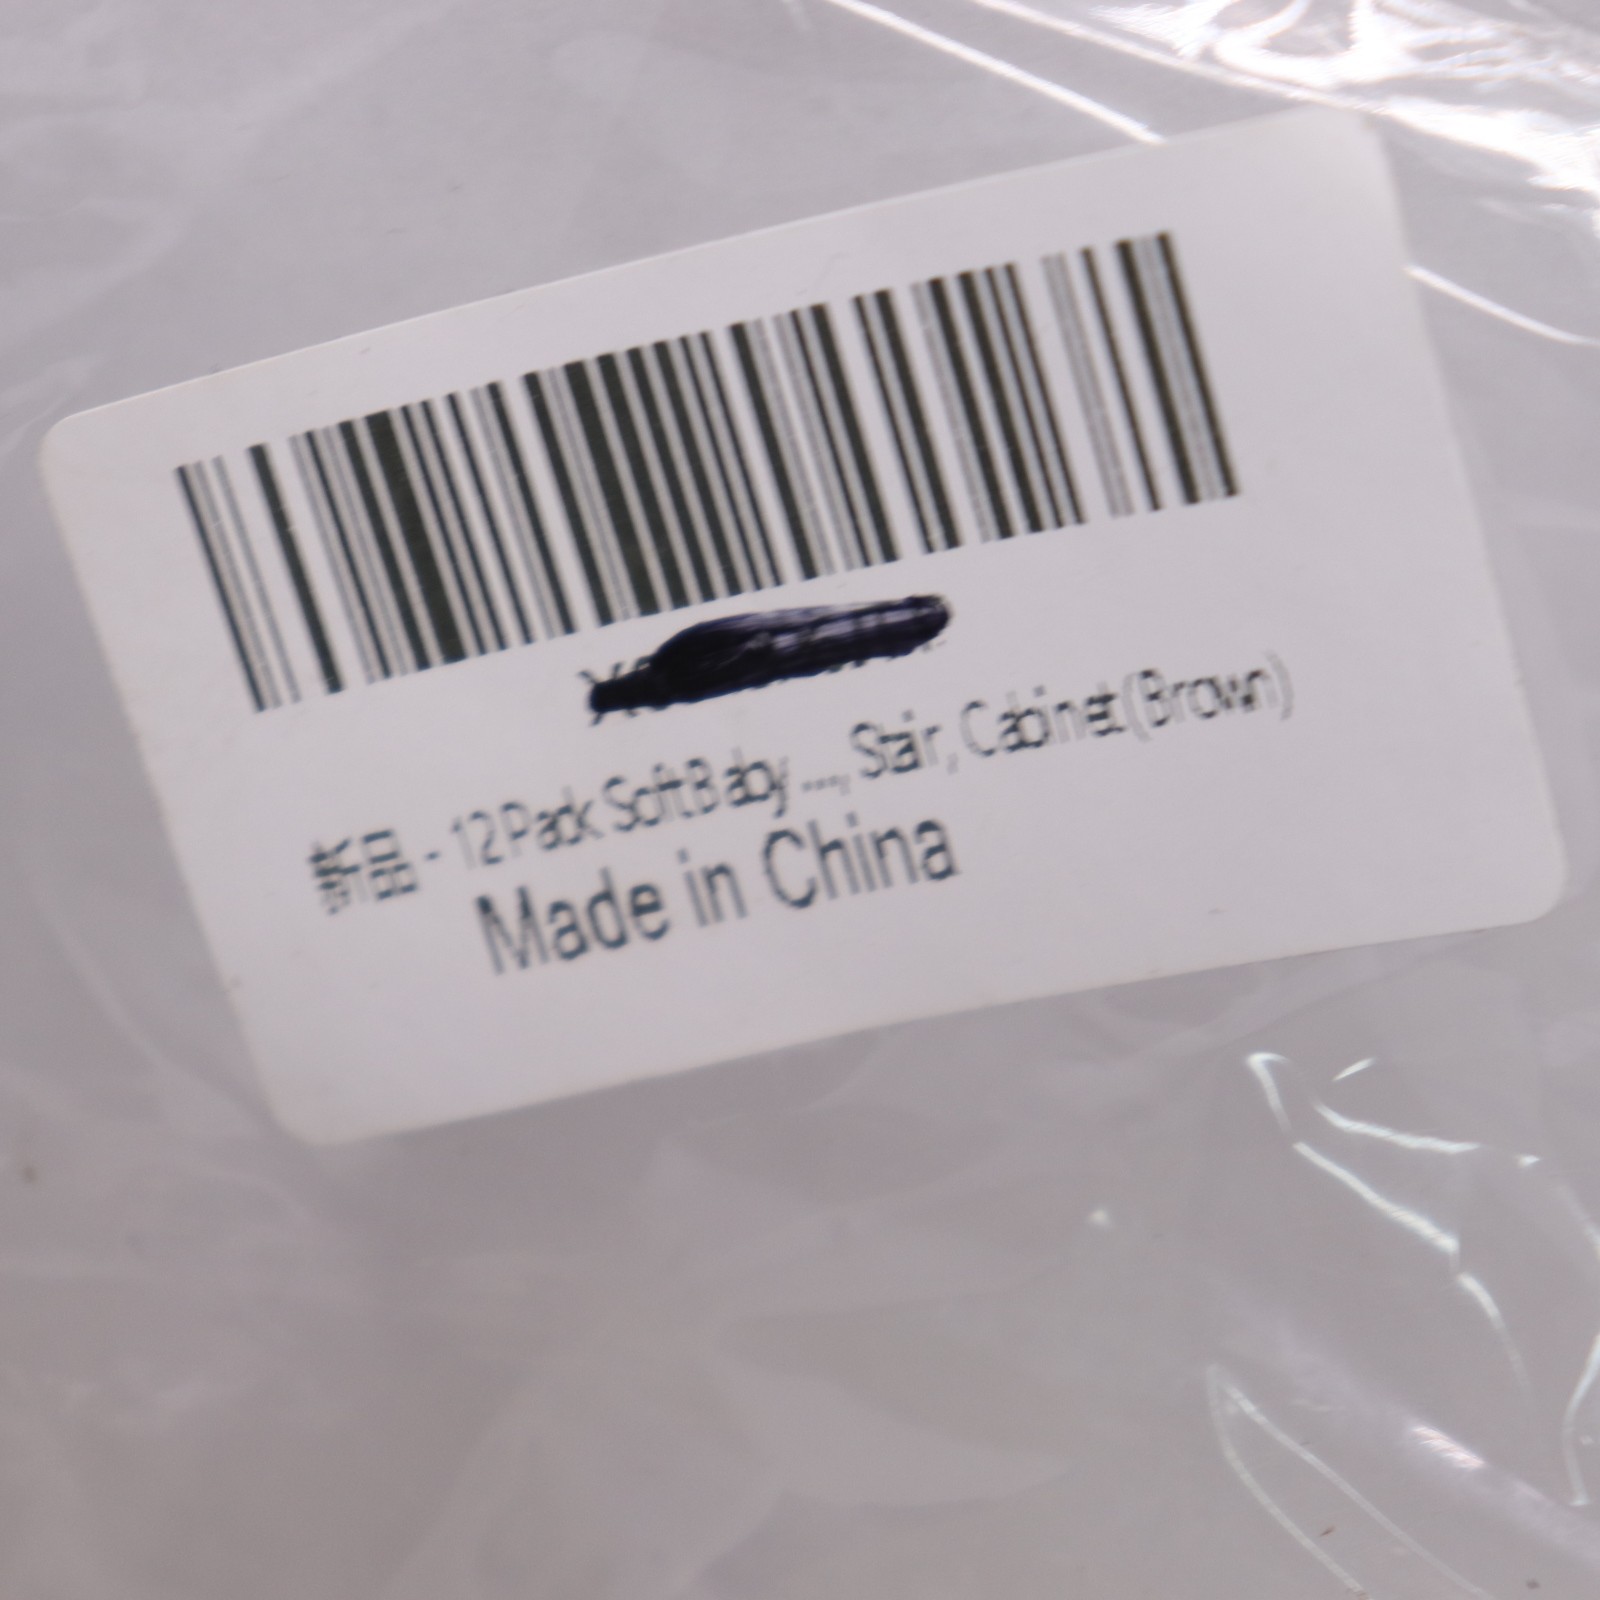 新品 - 12 Pack Soft Baby ..., Stair, Cabinet (Brown)
Made in China